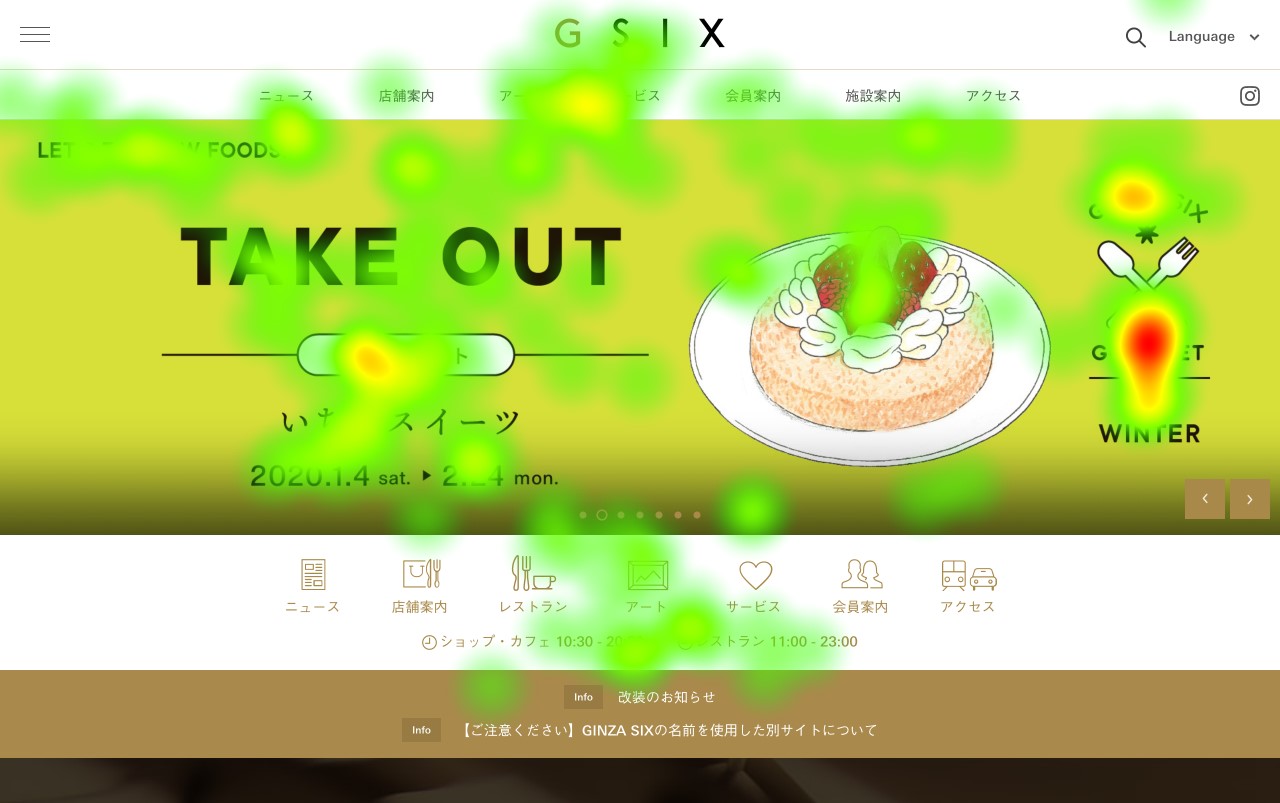 G S I X
Language
ニュース 店舗案内 会員案内 施設案内 アクセス
FOODS
TAKE OUT
スイーツ
2020.1.4 sat. ▶ 2.24 mon.
WINTER
ニュース 店舗案内 レストラン アート サービス 会員案内 アクセス
ショップ・カフェ 10:30 - レストラン 11:00 - 23:00
Info 改装のお知らせ
Info 【ご注意ください】GINZA SIXの名前を使用した別サイトについて